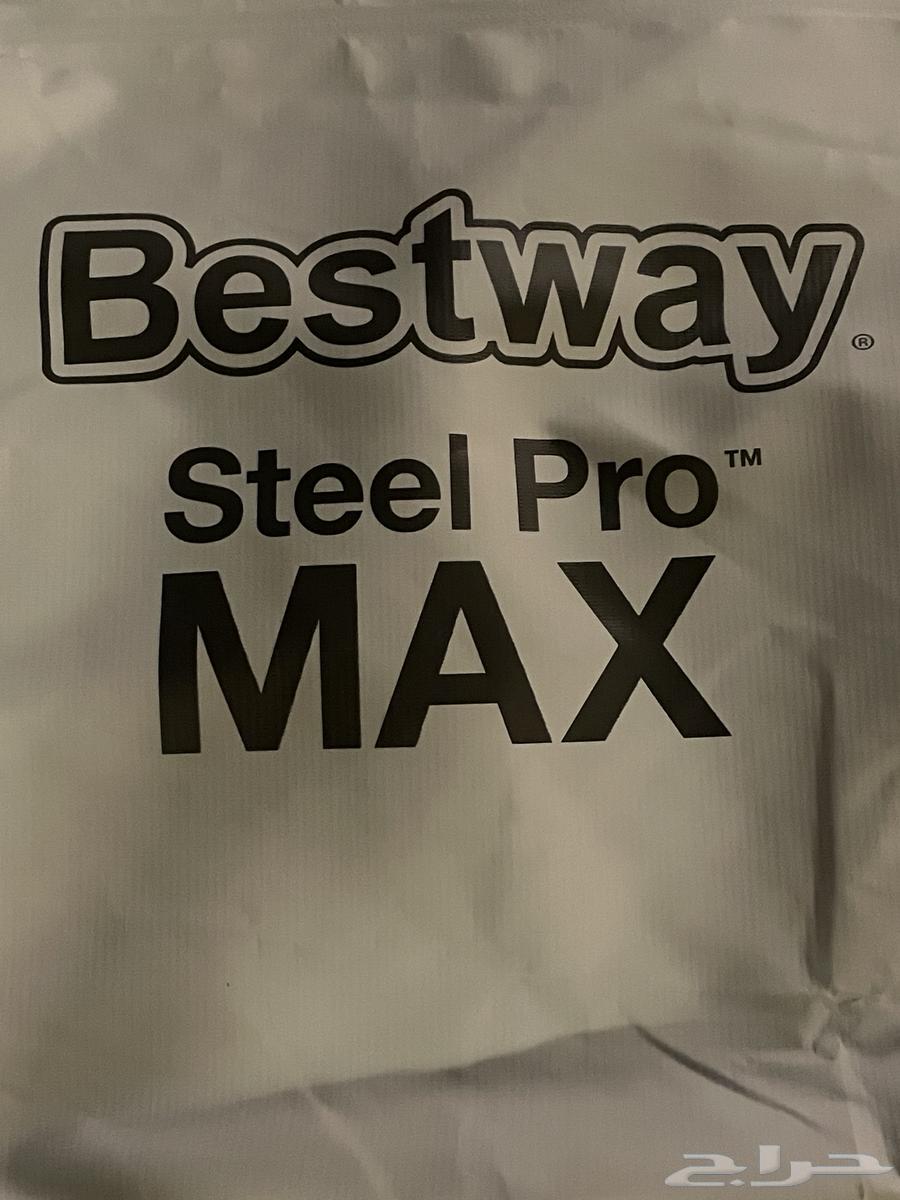 Bestway®
Steel Pro™
MAX
حراج